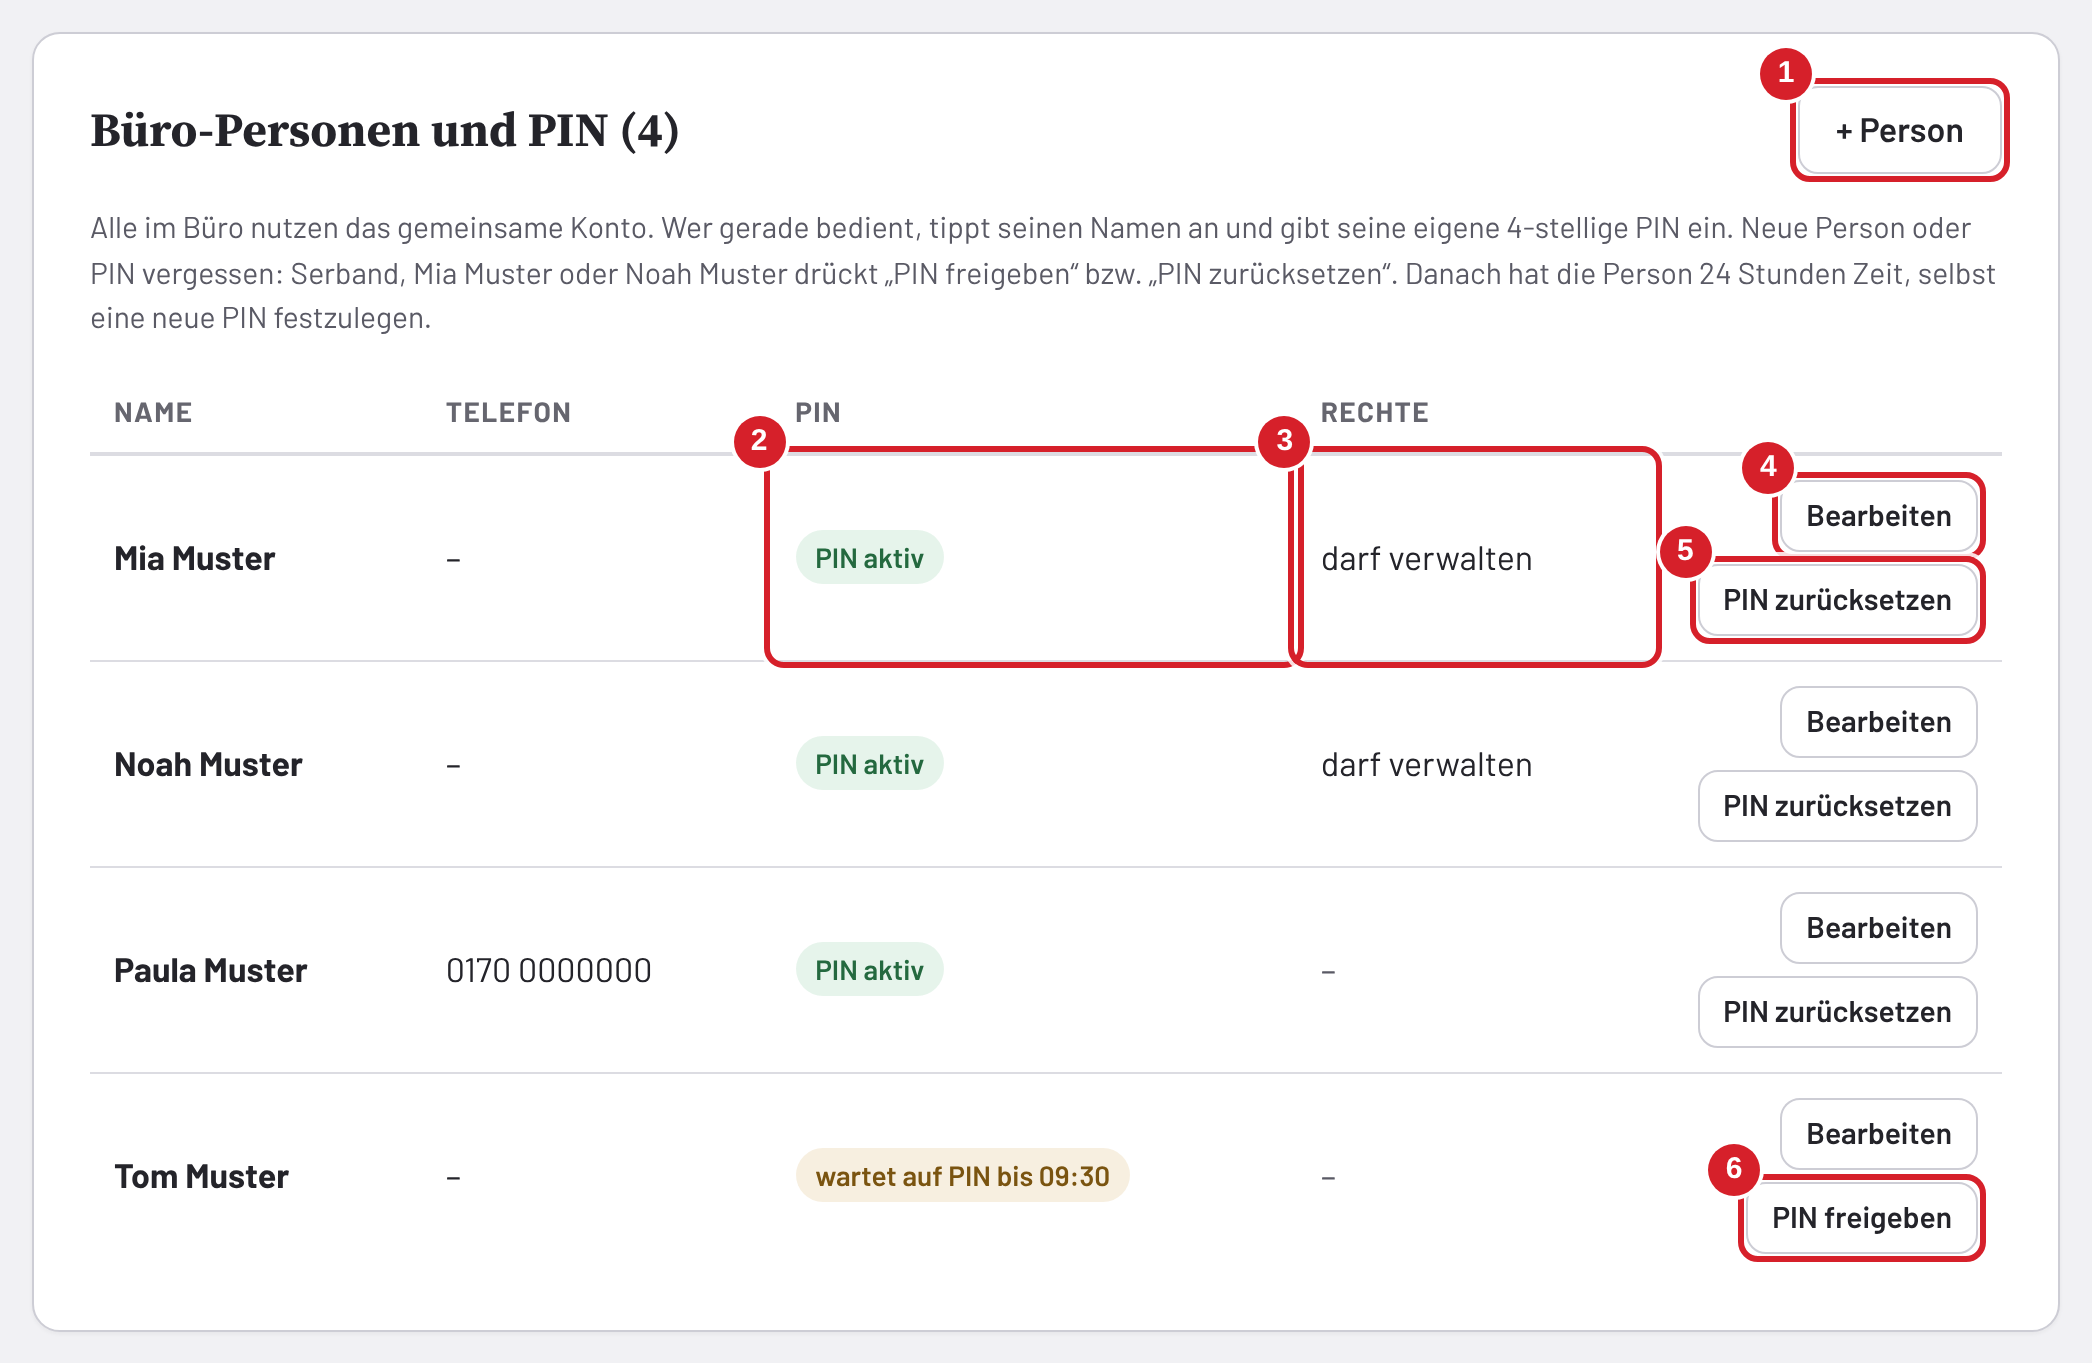 1
Büro-Personen und PIN (4)
+ Person
Alle im Büro nutzen das gemeinsame Konto. Wer gerade bedient, tippt seinen Namen an und gibt seine eigene 4-stellige PIN ein. Neue Person oder
PIN vergessen: Serband, Mia Muster oder Noah Muster drückt „PIN freigeben“ bzw. „PIN zurücksetzen“. Danach hat die Person 24 Stunden Zeit, selbst
eine neue PIN festzulegen.
NAME TELEFON PIN RECHTE
2 3 4
Bearbeiten
5
Mia Muster – PIN aktiv darf verwalten
PIN zurücksetzen
Bearbeiten
Noah Muster – PIN aktiv darf verwalten
PIN zurücksetzen
Bearbeiten
Paula Muster 0170 0000000 PIN aktiv –
PIN zurücksetzen
Bearbeiten
6
Tom Muster – wartet auf PIN bis 09:30 –
PIN freigeben